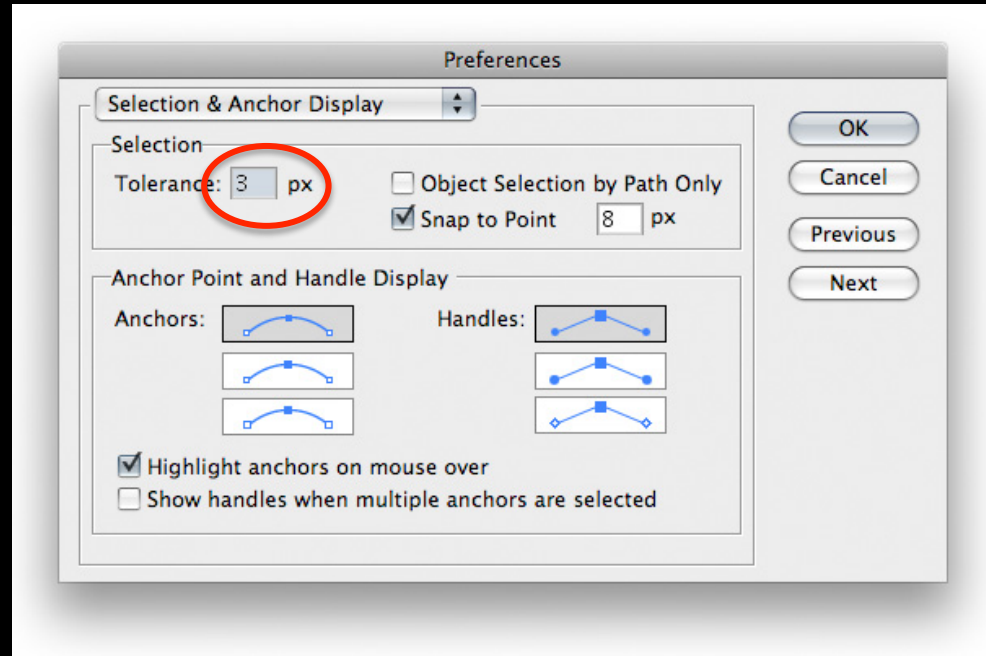 Preferences
Selection & Anchor Display
OK
Selection
Tolerance: 3 px
Object Selection by Path Only
Cancel
Snap to Point 8 px
Previous
Anchor Point and Handle Display
Next
Anchors:
Handles:
Highlight anchors on mouse over
Show handles when multiple anchors are selected